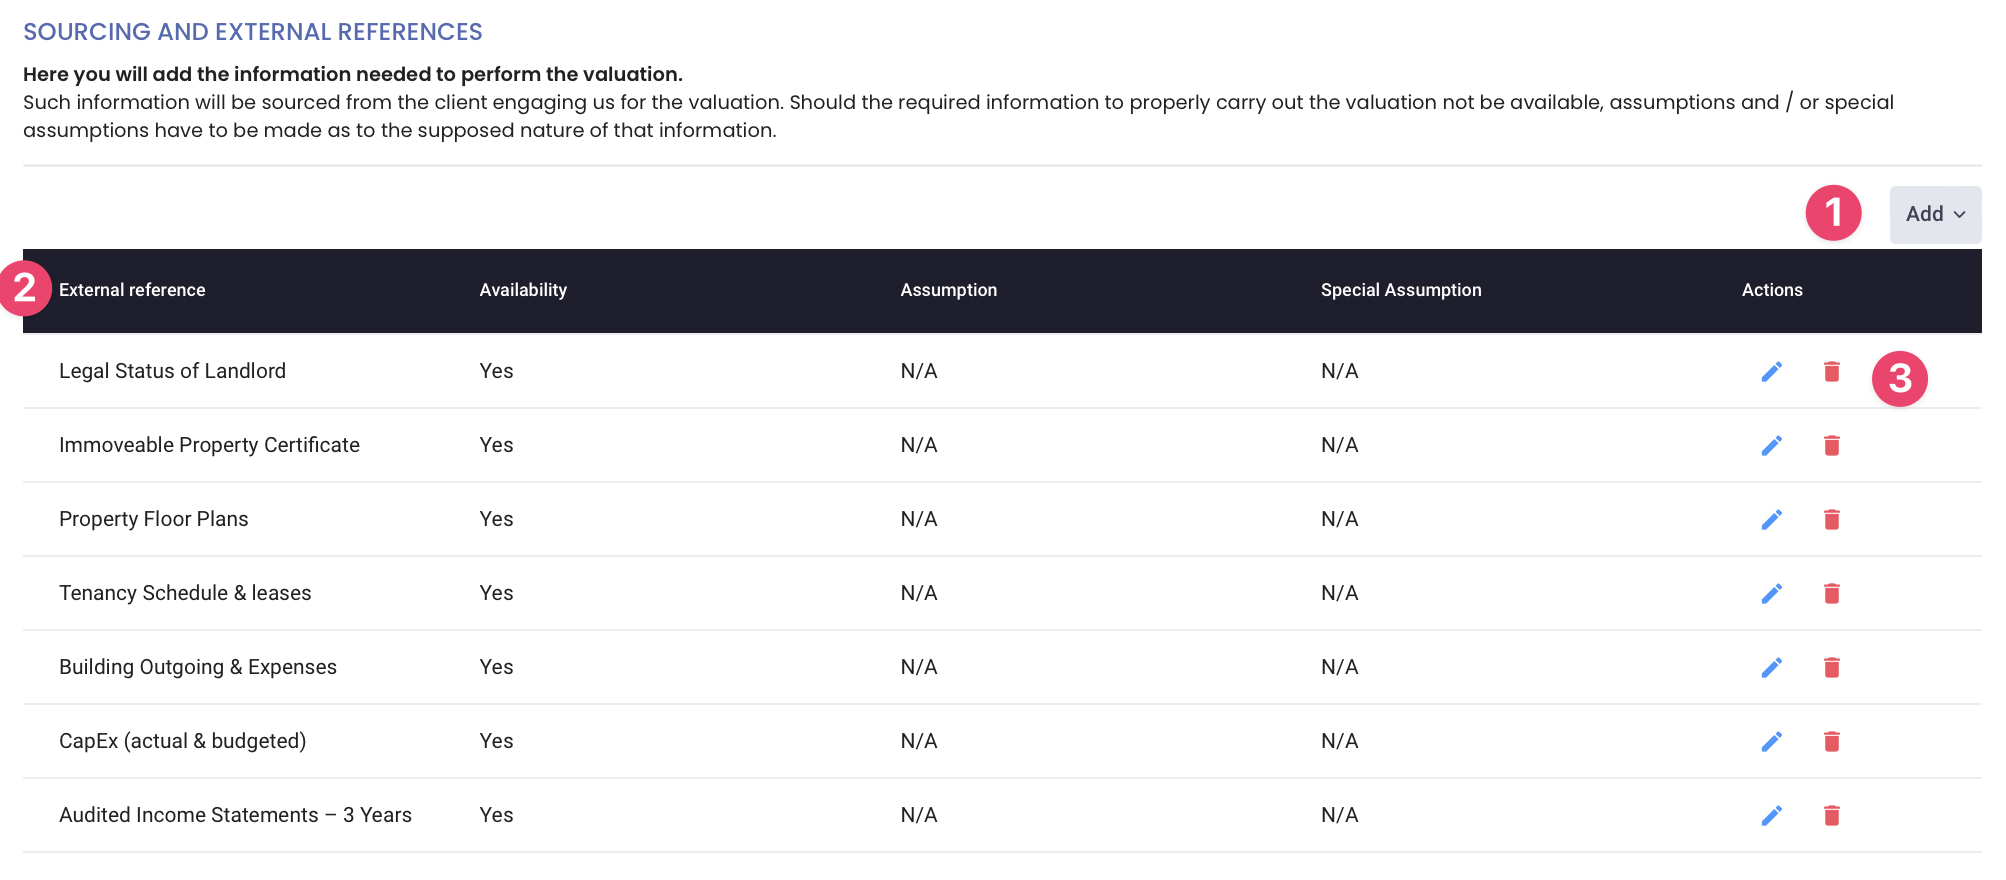 SOURCING AND EXTERNAL REFERENCES
Here you will add the information needed to perform the valuation.
Such information will be sourced from the client engaging us for the valuation. Should the required information to properly carry out the valuation not be available, assumptions and / or special
assumptions have to be made as to the supposed nature of that information.
1 Add
2 External reference Availability Assumption Special Assumption Actions
Legal Status of Landlord Yes N/A N/A 3
Immoveable Property Certificate Yes N/A N/A
Property Floor Plans Yes N/A N/A
Tenancy Schedule & leases Yes N/A N/A
Building Outgoing & Expenses Yes N/A N/A
CapEx (actual & budgeted) Yes N/A N/A
Audited Income Statements – 3 Years Yes N/A N/A